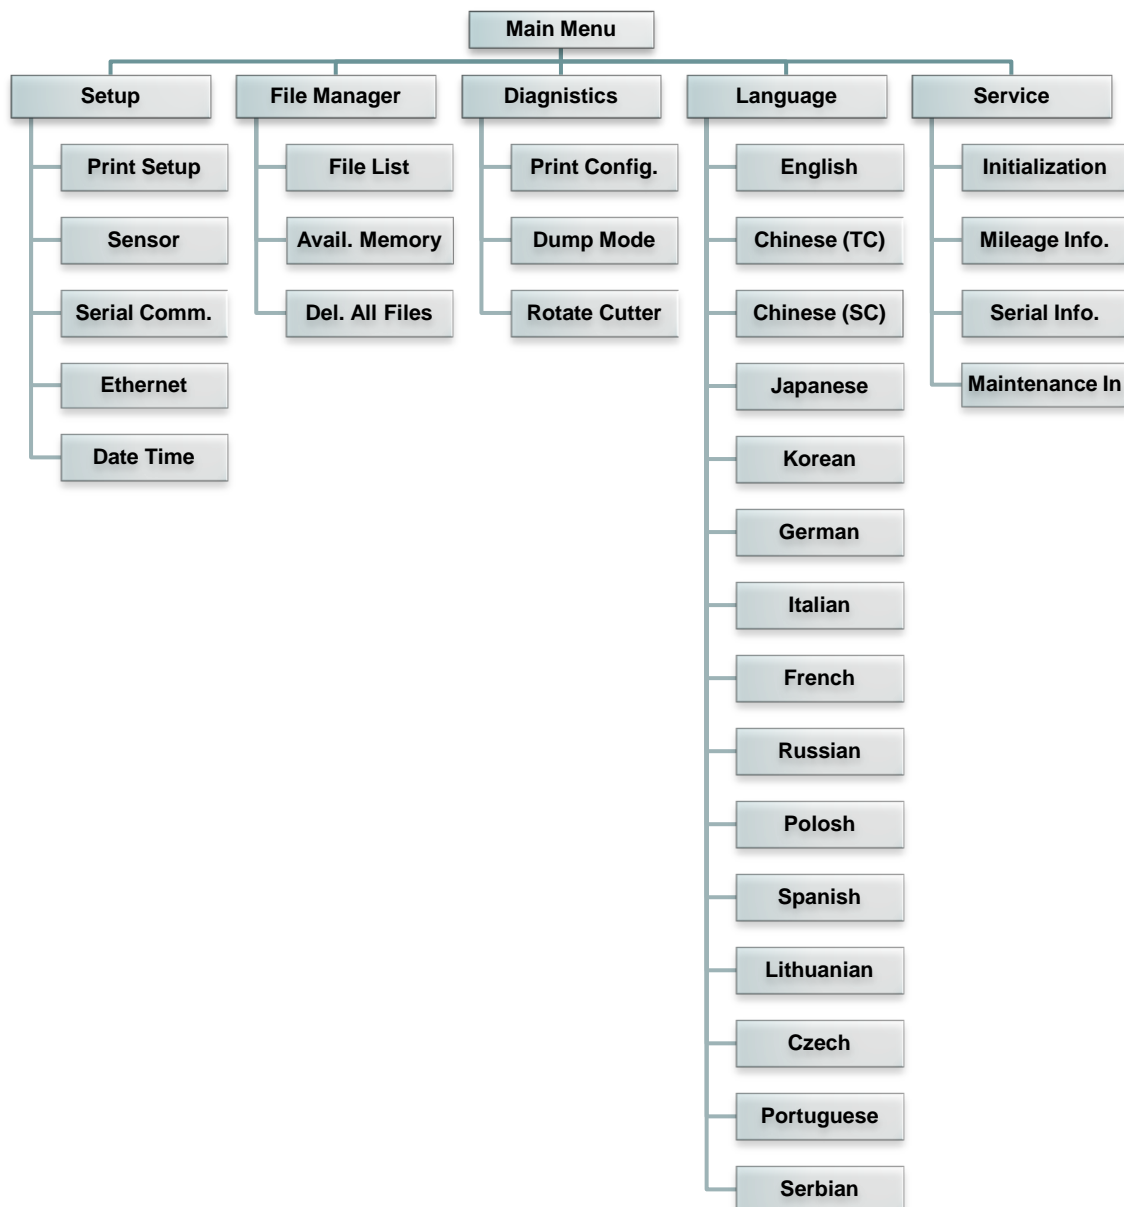 Main Menu
Setup
File Manager
Diagnistics
Language
Service
Print Setup
Sensor
Serial Comm.
Ethernet
Date Time
File List
Avail. Memory
Del. All Files
Print Config.
Dump Mode
Rotate Cutter
English
Chinese (TC)
Chinese (SC)
Japanese
Korean
German
Italian
French
Russian
Polosh
Spanish
Lithuanian
Czech
Portuguese
Serbian
Initialization
Mileage Info.
Serial Info.
Maintenance In